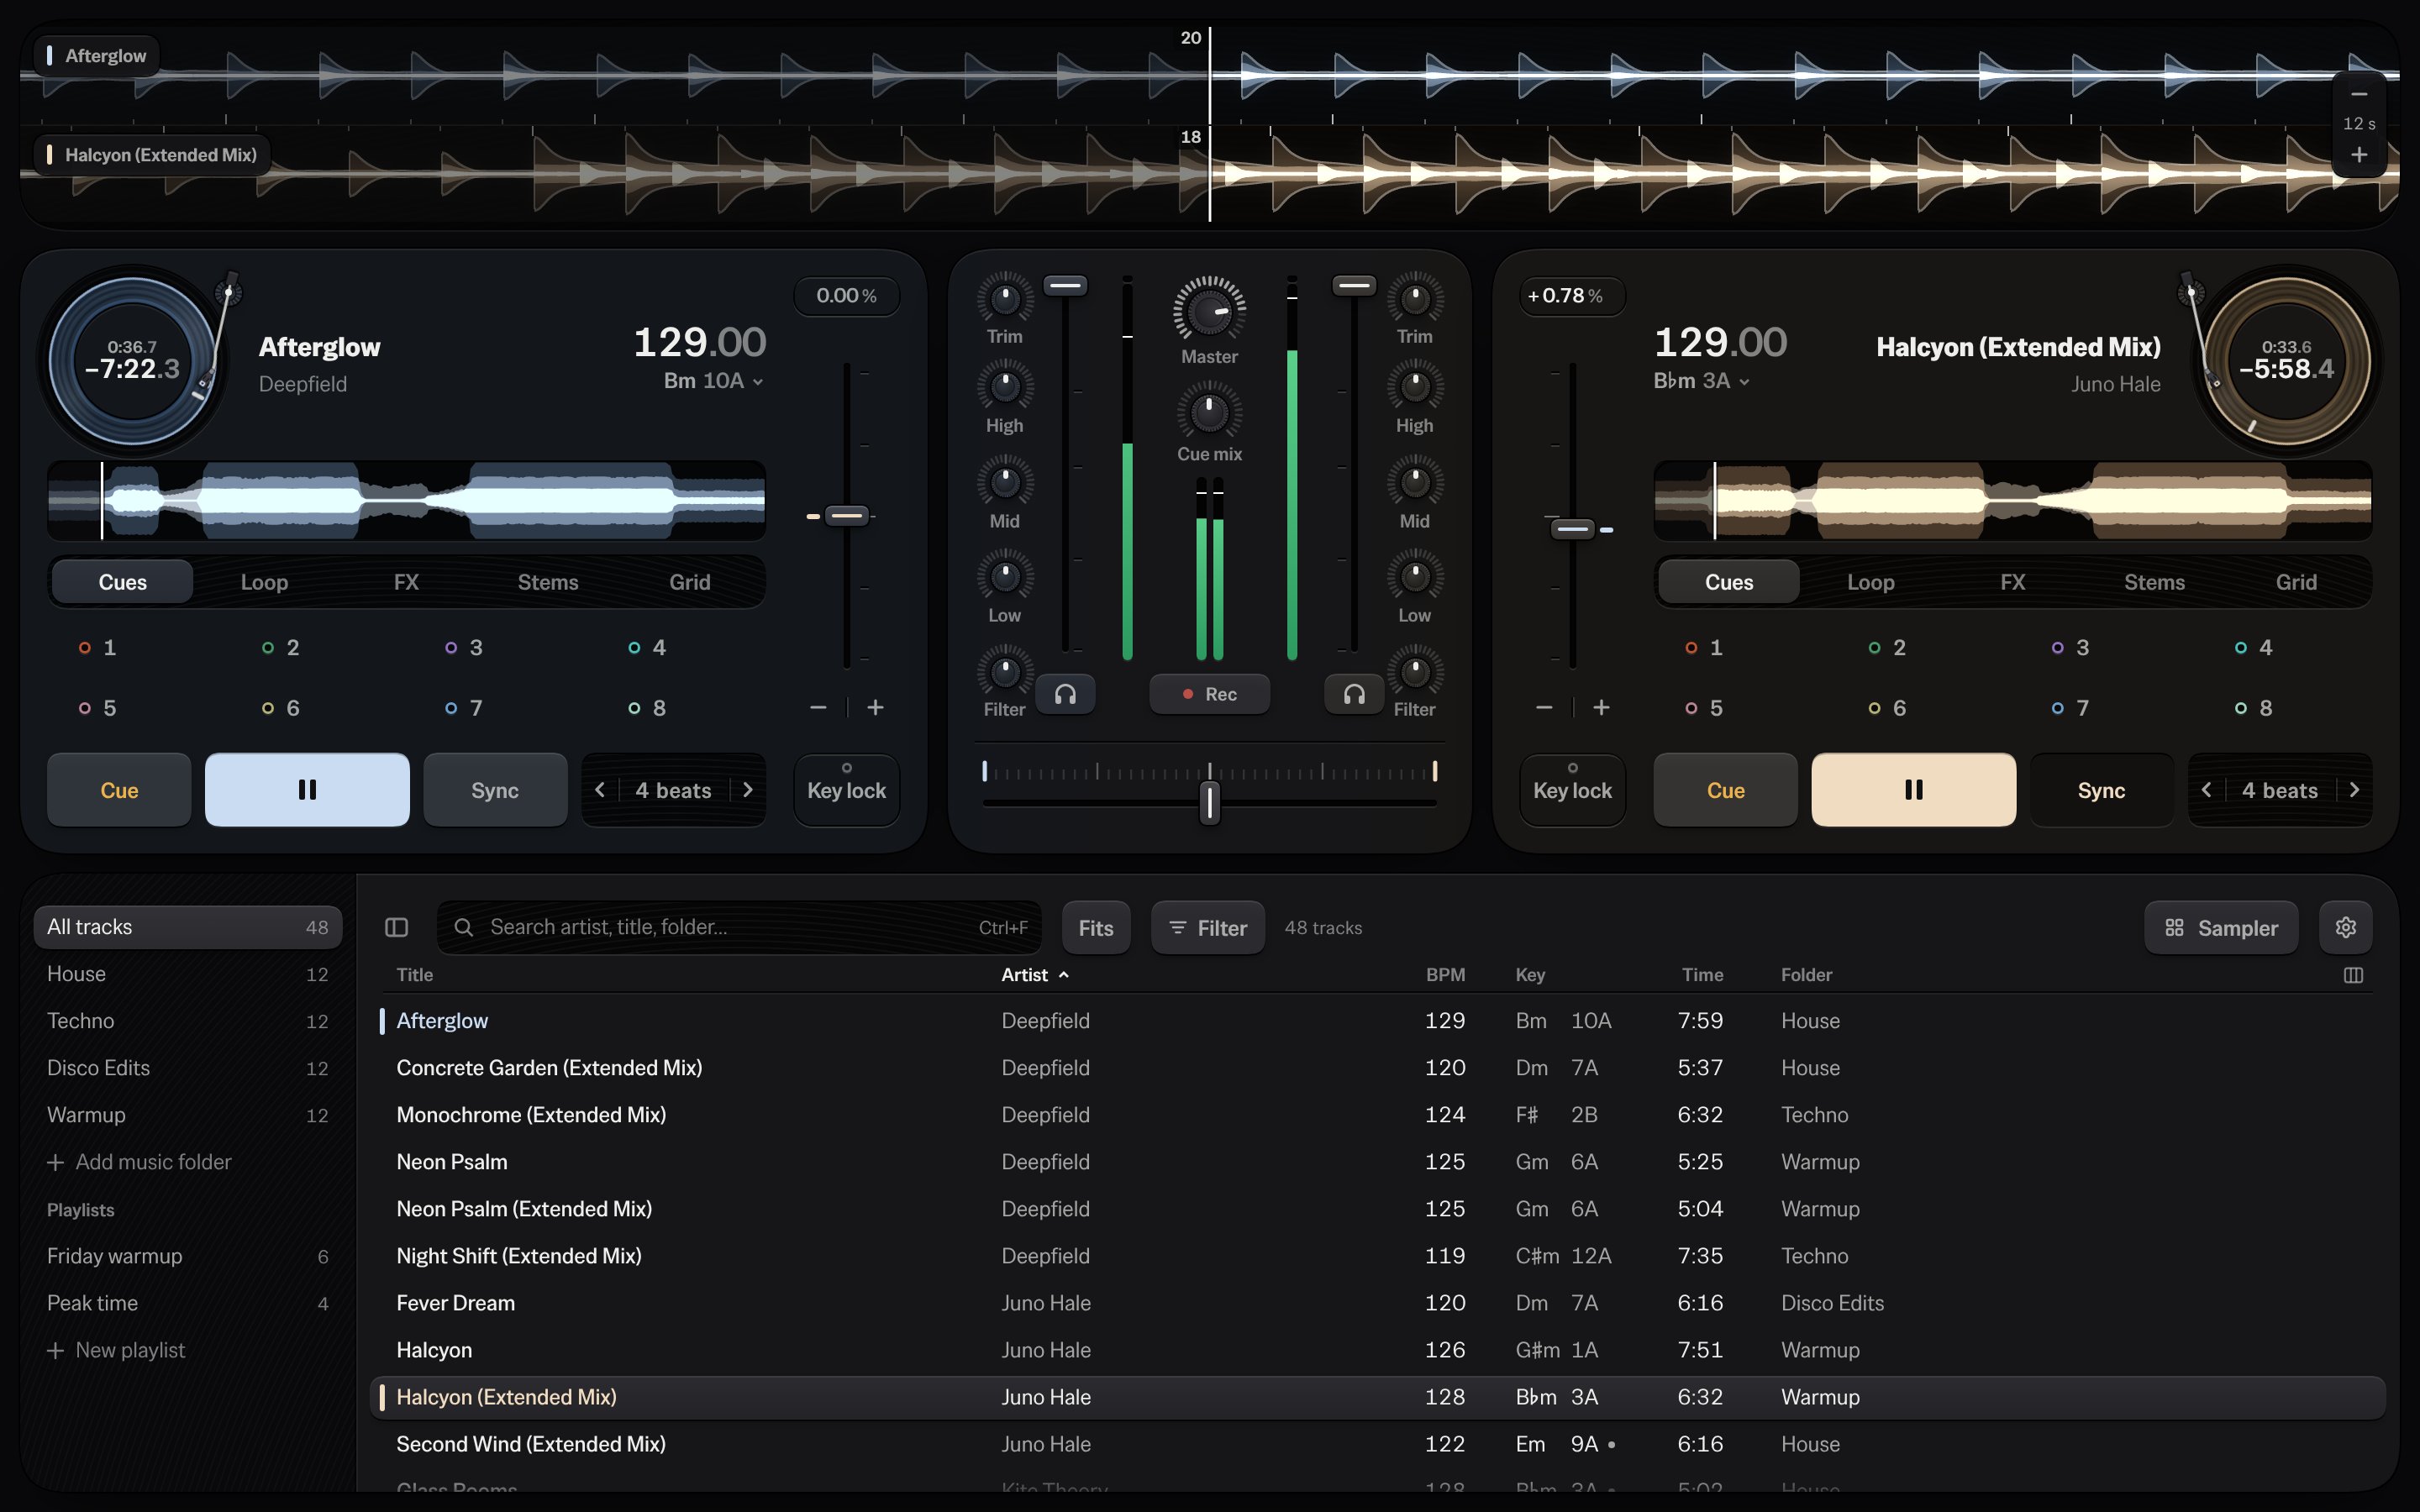 Afterglow
20
12 s
Halcyon (Extended Mix)
18
0:36.7
−7:22.3
Afterglow
Deepfield
129.00
Bm 10A
0.00 %
Cues Loop FX Stems Grid
1 2 3 4
5 6 7 8
Cue Sync 4 beats Key lock
Trim
High
Mid
Low
Filter
Master
Cue mix
Rec
Trim
High
Mid
Low
Filter
+0.78 %
129.00
B♭m 3A
Halcyon (Extended Mix)
Juno Hale
0:33.6
−5:58.4
Cues Loop FX Stems Grid
1 2 3 4
5 6 7 8
Key lock Cue Sync 4 beats
All tracks 48
House 12
Techno 12
Disco Edits 12
Warmup 12
Add music folder
Playlists
Friday warmup 6
Peak time 4
New playlist
Search artist, title, folder... Ctrl+F Fits Filter 48 tracks Sampler
Title Artist BPM Key Time Folder
Afterglow Deepfield 129 Bm 10A 7:59 House
Concrete Garden (Extended Mix) Deepfield 120 Dm 7A 5:37 House
Monochrome (Extended Mix) Deepfield 124 F♯ 2B 6:32 Techno
Neon Psalm Deepfield 125 Gm 6A 5:25 Warmup
Neon Psalm (Extended Mix) Deepfield 125 Gm 6A 5:04 Warmup
Night Shift (Extended Mix) Deepfield 119 C♯m 12A 7:35 Techno
Fever Dream Juno Hale 120 Dm 7A 6:16 Disco Edits
Halcyon Juno Hale 126 G♯m 1A 7:51 Warmup
Halcyon (Extended Mix) Juno Hale 128 B♭m 3A 6:32 Warmup
Second Wind (Extended Mix) Juno Hale 122 Em 9A 6:16 House
Glass Rooms Kite Theory 128 B♭m 3A 5:02 House